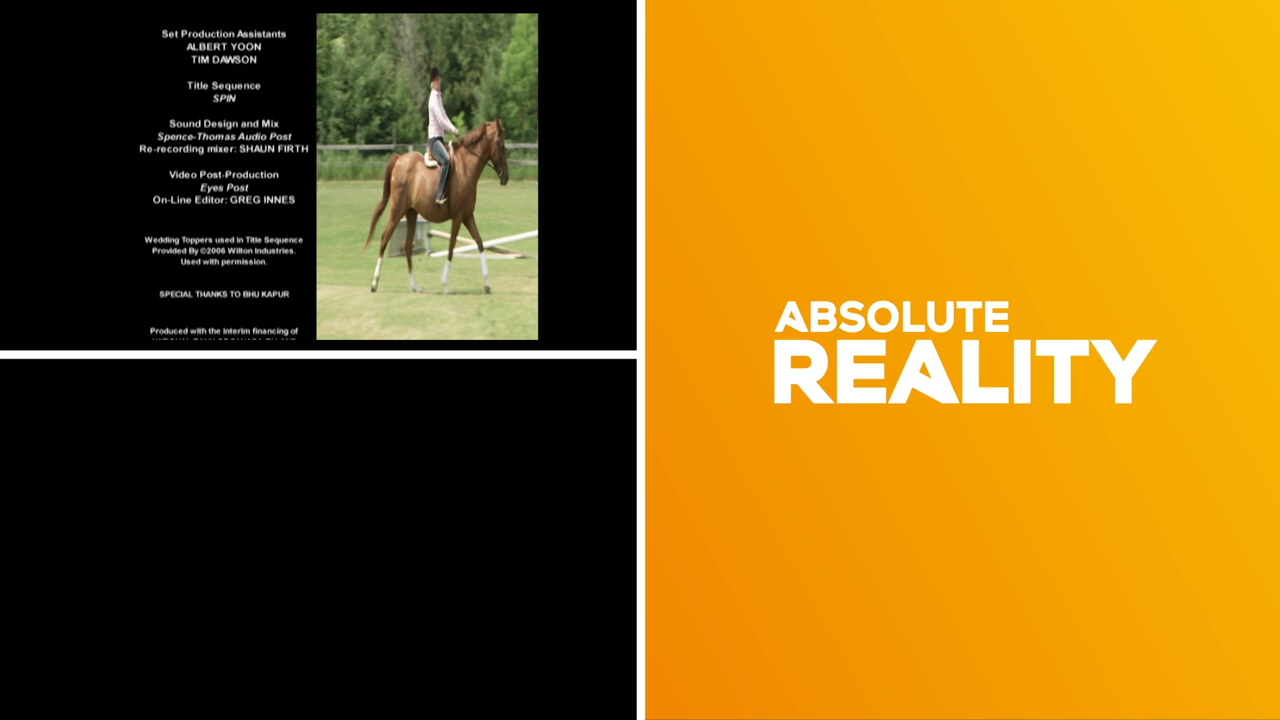 Set Production Assistants
ALBERT YOON
TIM DAWSON
Title Sequence
SPIN
Sound Design and Mix
Spence-Thomas Audio Post
Re-recording mixer: SHAUN FIRTH
Video Post-Production
Eyes Post
On-Line Editor: GREG INNES
Wedding Toppers used in Title Sequence
Provided By ©2006 Wilton Industries.
Used with permission.
SPECIAL THANKS TO BHU KAPUR
Produced with the interim financing of
ABSOLUTE
REALITY